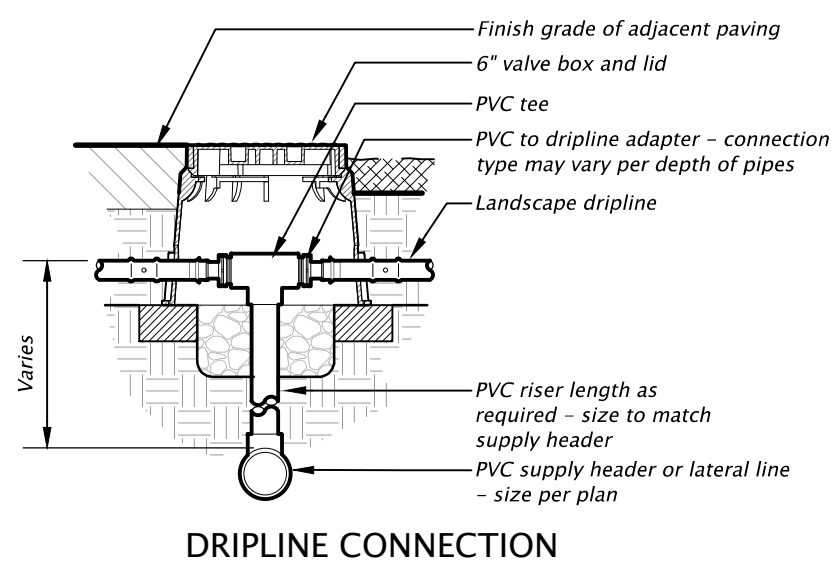 Finish grade of adjacent paving
6" valve box and lid
PVC tee
PVC to dripline adapter – connection
type may vary per depth of pipes
Landscape dripline
Varies
PVC riser length as
required – size to match
supply header
PVC supply header or lateral line
– size per plan
DRIPLINE CONNECTION